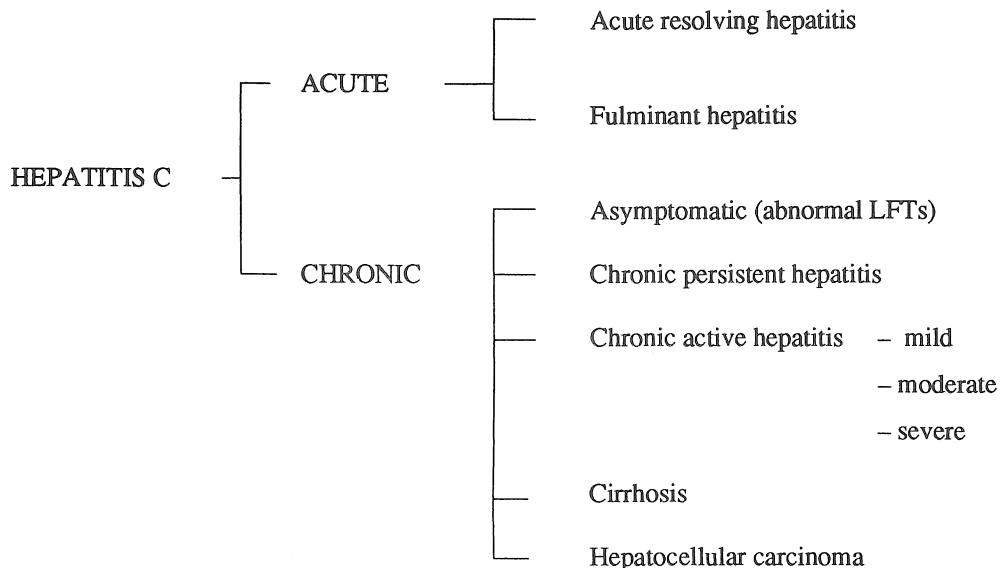 Acute resolving hepatitis
ACUTE
Fulminant hepatitis
HEPATITIS C
Asymptomatic (abnormal LFTs)
CHRONIC
Chronic persistent hepatitis
Chronic active hepatitis – mild
– moderate
– severe
Cirrhosis
Hepatocellular carcinoma